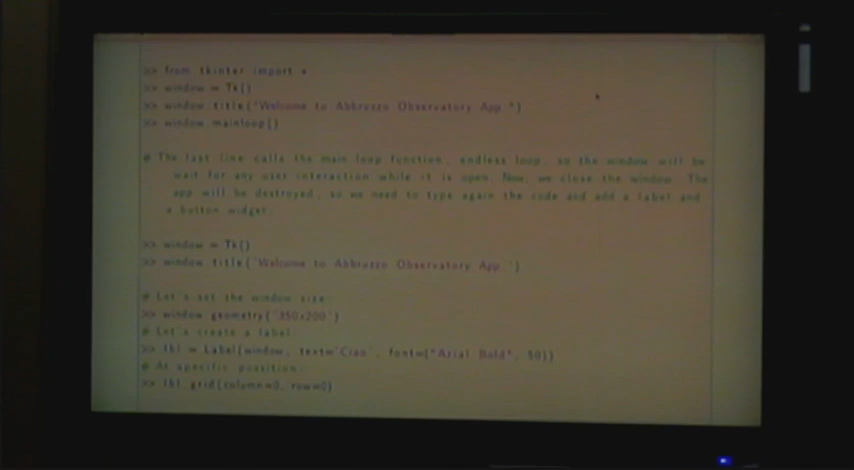 >> from tkinter import *
>> window = Tk()
>> window.title("Welcome to Abbruzzo Observatory App.")
>> window.mainloop()
# The last line calls the main loop function, endless loop, so the window will be
wait for any user interaction while it is open. Now, we close the window. The
app will be destroyed, so we need to type again the code and add a label and
a button widget:
>> window = Tk()
>> window.title('Welcome to Abbruzzo Observatory App.')
# Let's set the window size:
>> window.geometry('350x200')
# Let's create a label:
>> lbl = Label(window, text='Ciao', font=("Arial Bold", 50))
# At specific possition:
>> lbl.grid(column=0, row=0)